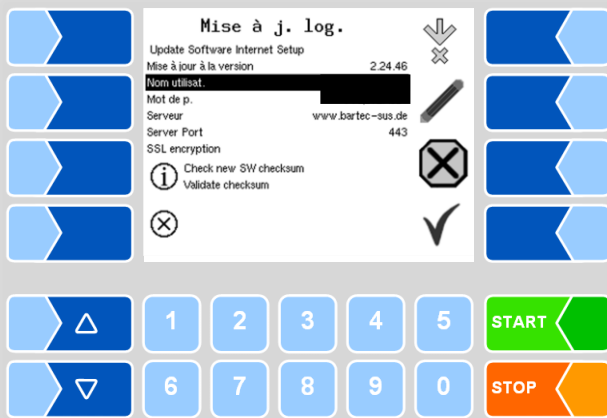 Mise à j. log.
Update Software Internet Setup
Mise à jour à la version 2.24.46
Nom utilisat.
Mot de p.
Serveur www.bartec-sus.de
Server Port 443
SSL encryption
Check new SW checksum
Validate checksum
1 2 3 4 5 START
6 7 8 9 0 STOP